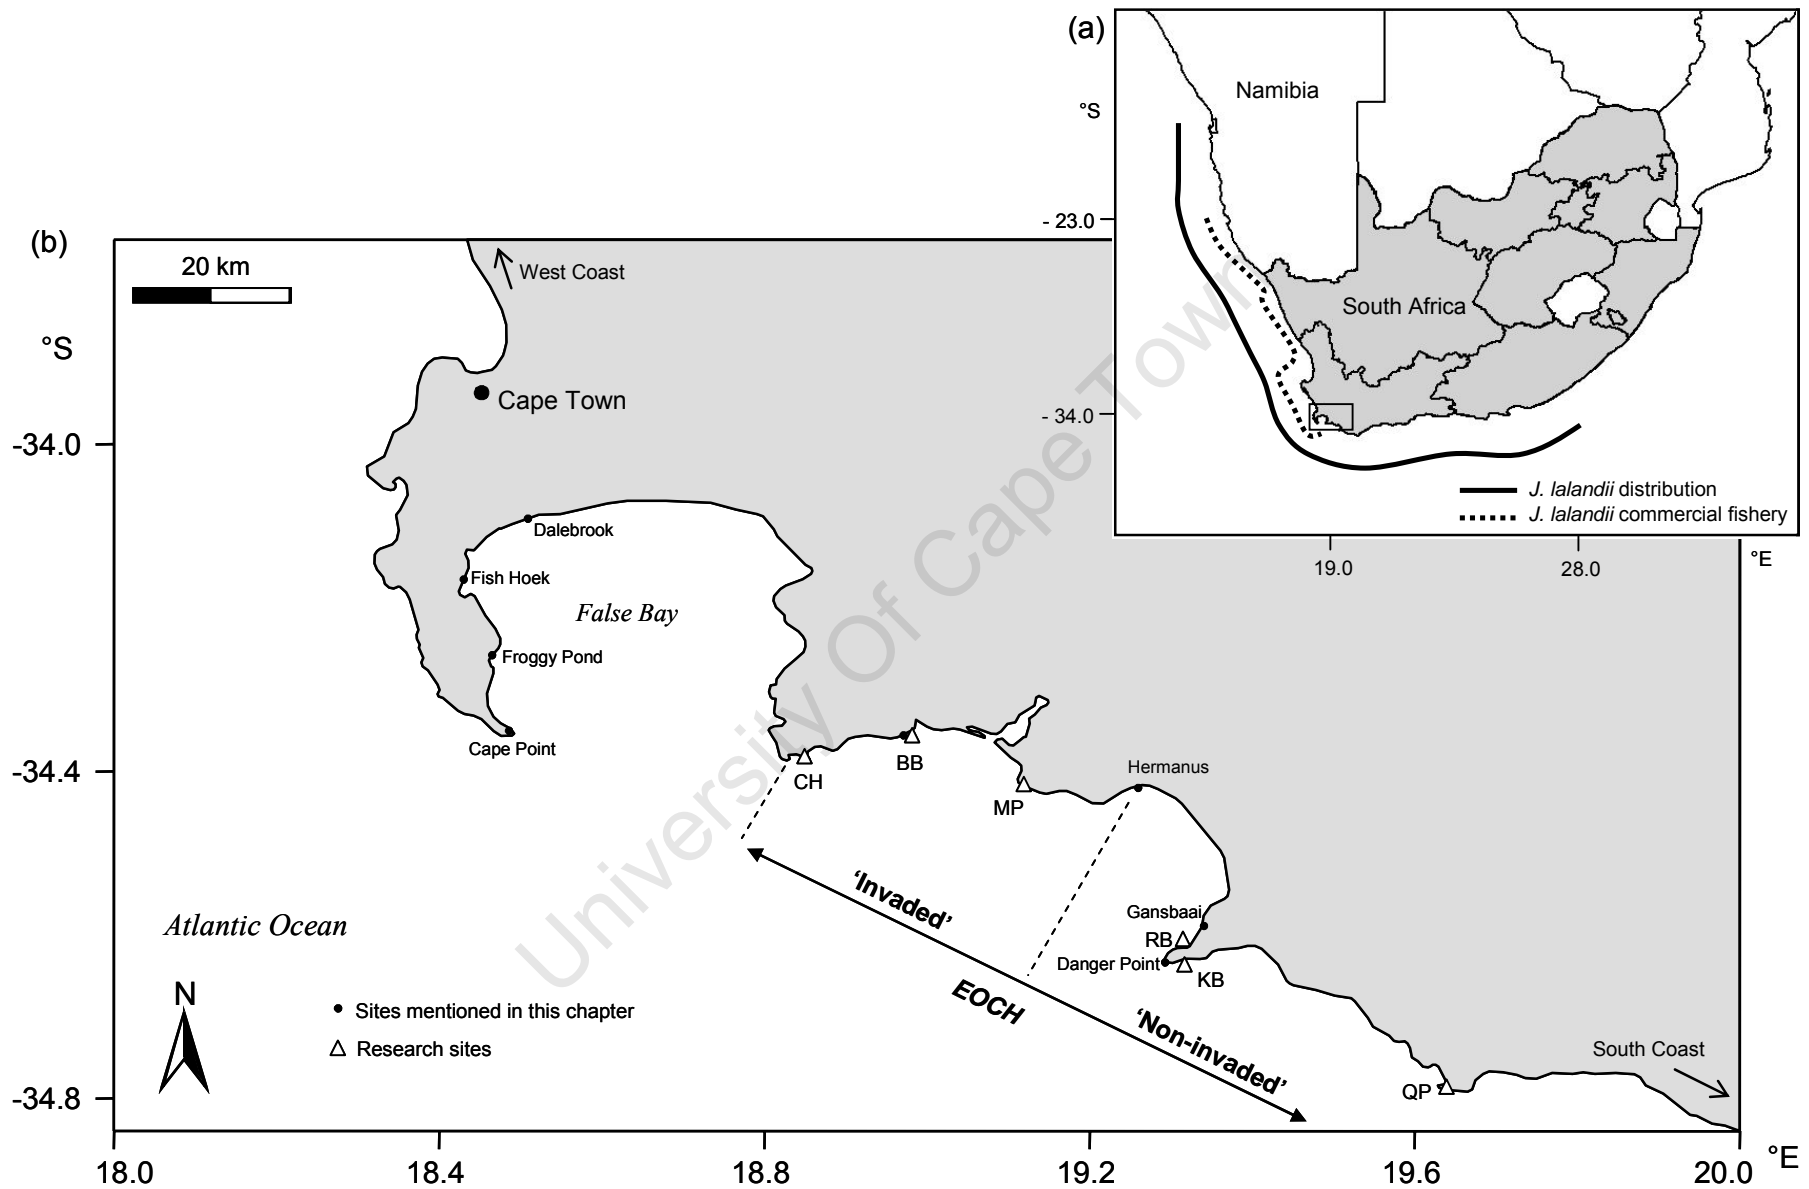 (a)
Namibia
°S
- 23.0
South Africa
- 34.0
J. lalandii distribution
J. lalandii commercial fishery
19.0
28.0
°E
(b)
20 km
West Coast
°S
Cape Town
-34.0
Dalebrook
Fish Hoek
False Bay
Froggy Pond
Cape Point
-34.4
CH
BB
MP
Hermanus
'Invaded'
Gansbaai
RB
Danger Point
KB
EOCH
'Non-invaded'
Atlantic Ocean
N
Sites mentioned in this chapter
Research sites
South Coast
QP
-34.8
18.0
18.4
18.8
19.2
19.6
20.0
°E
University Of Cape Town